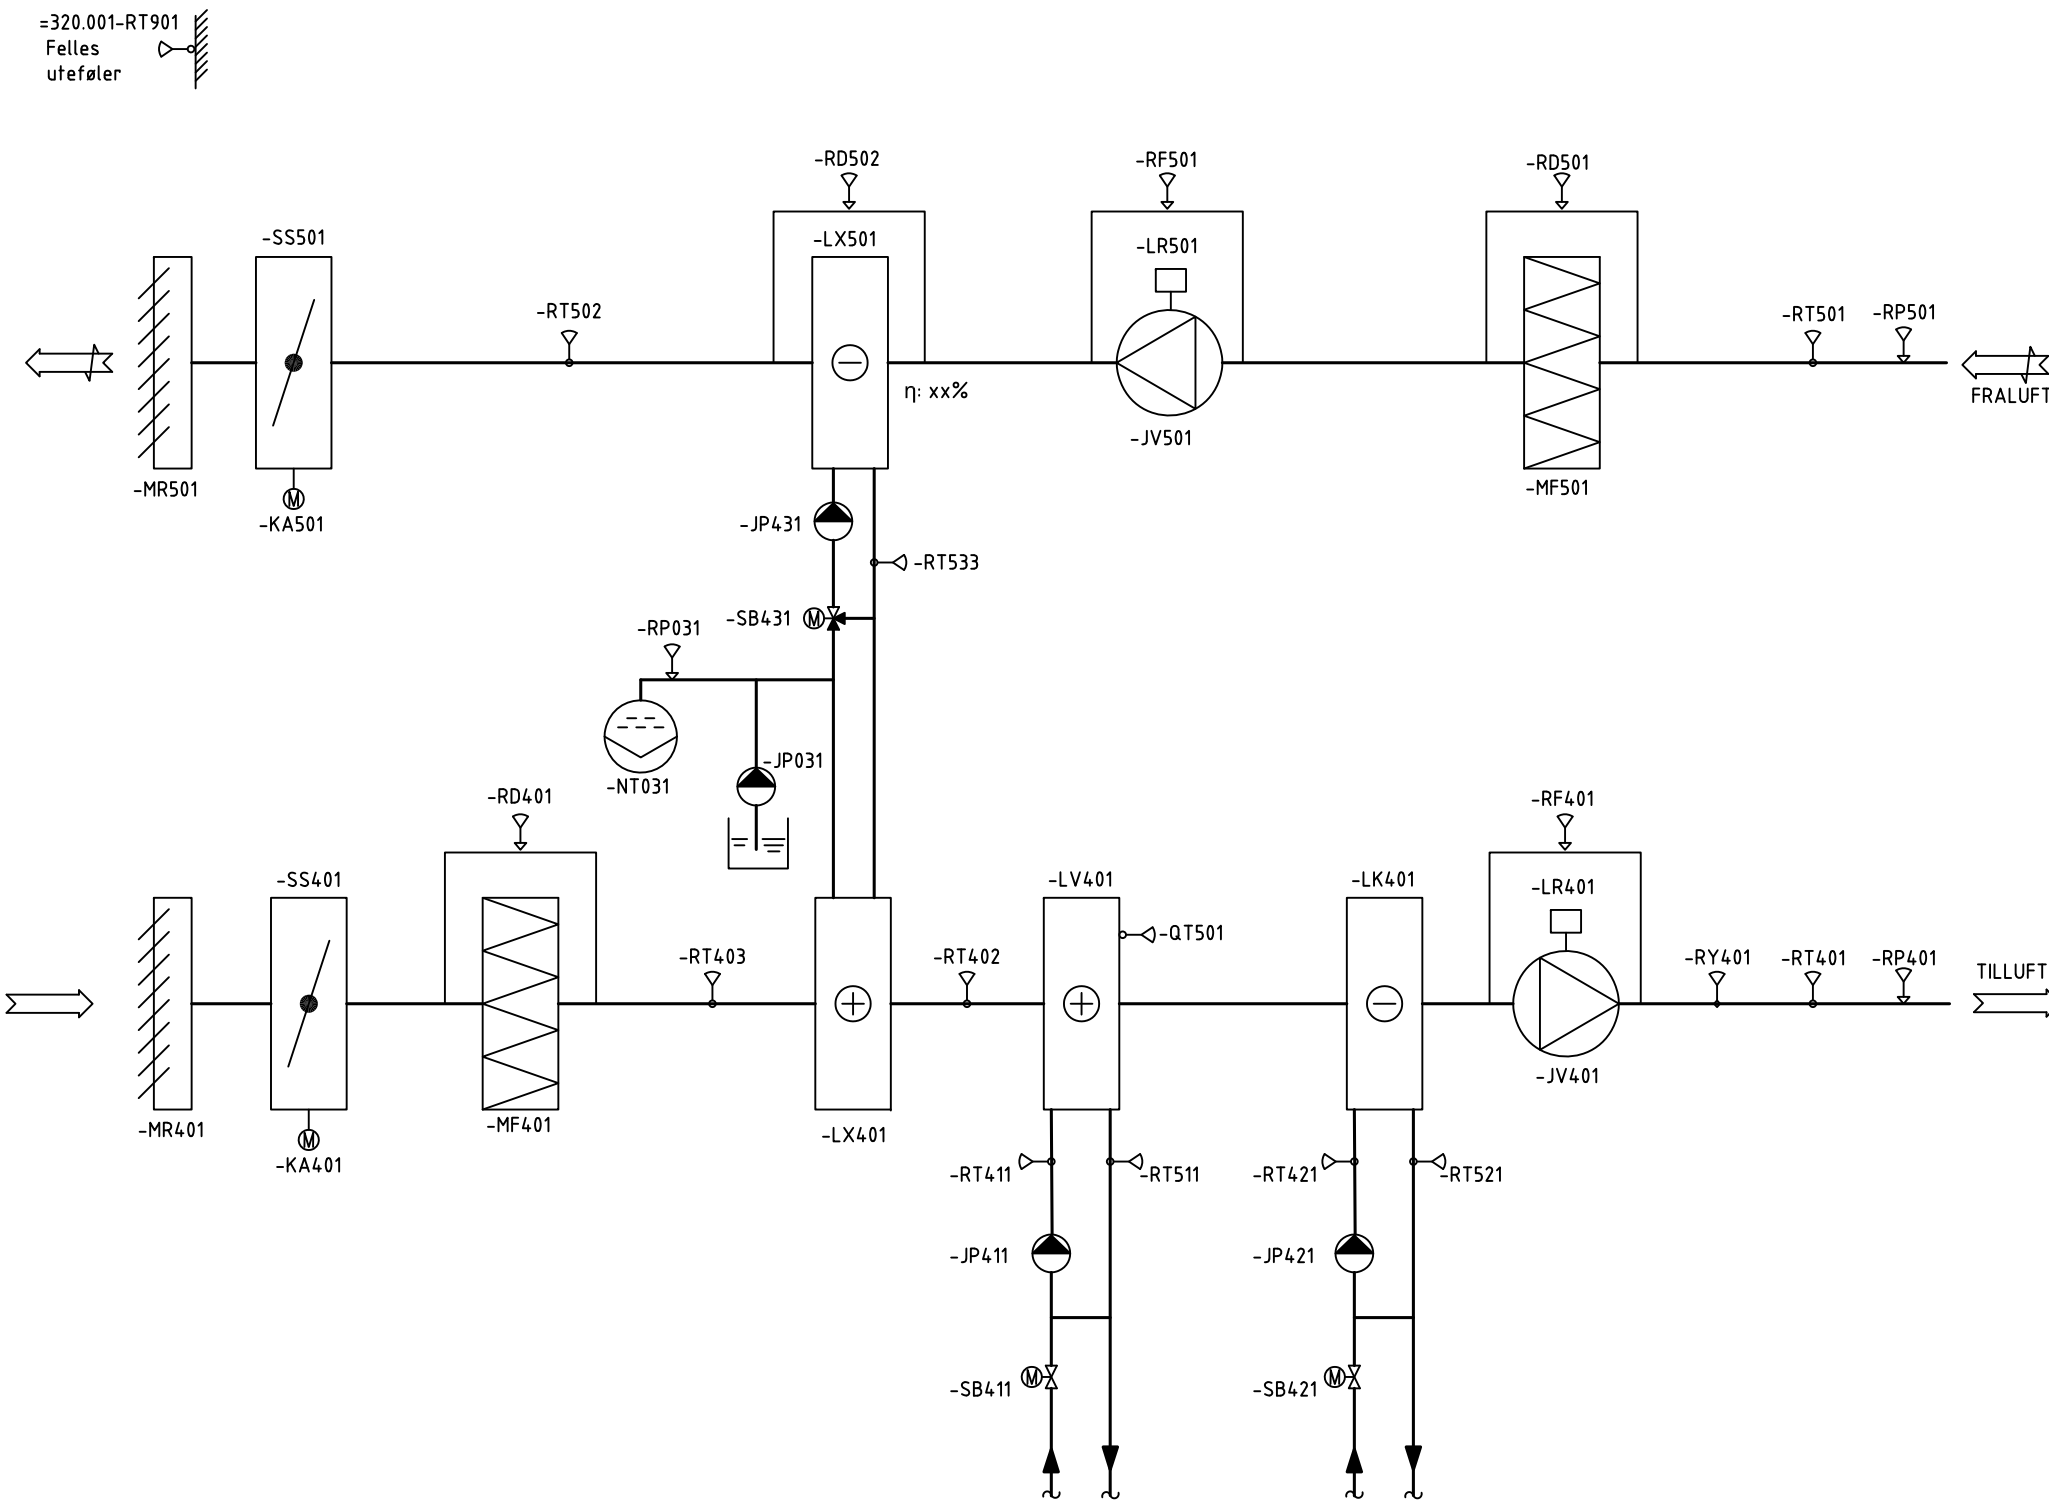 =320.001-RT901
Felles
uteføler
-RD502
-RF501
-RD501
-SS501
-LX501
-LR501
-RT502
-RT501
-RP501
FRALUFT
η: xx%
-JV501
-MR501
-MF501
M
-KA501
-JP431
-RT533
-SB431
M
-RP031
-JP031
-NT031
-RD401
-RF401
-SS401
-LV401
-LK401
-LR401
-QT501
-RT403
-RT402
-RY401
-RT401
-RP401
TILLUFT
-JV401
-MR401
-MF401
-LX401
M
-KA401
-RT411
-RT511
-RT421
-RT521
-JP411
-JP421
M
-SB411
M
-SB421